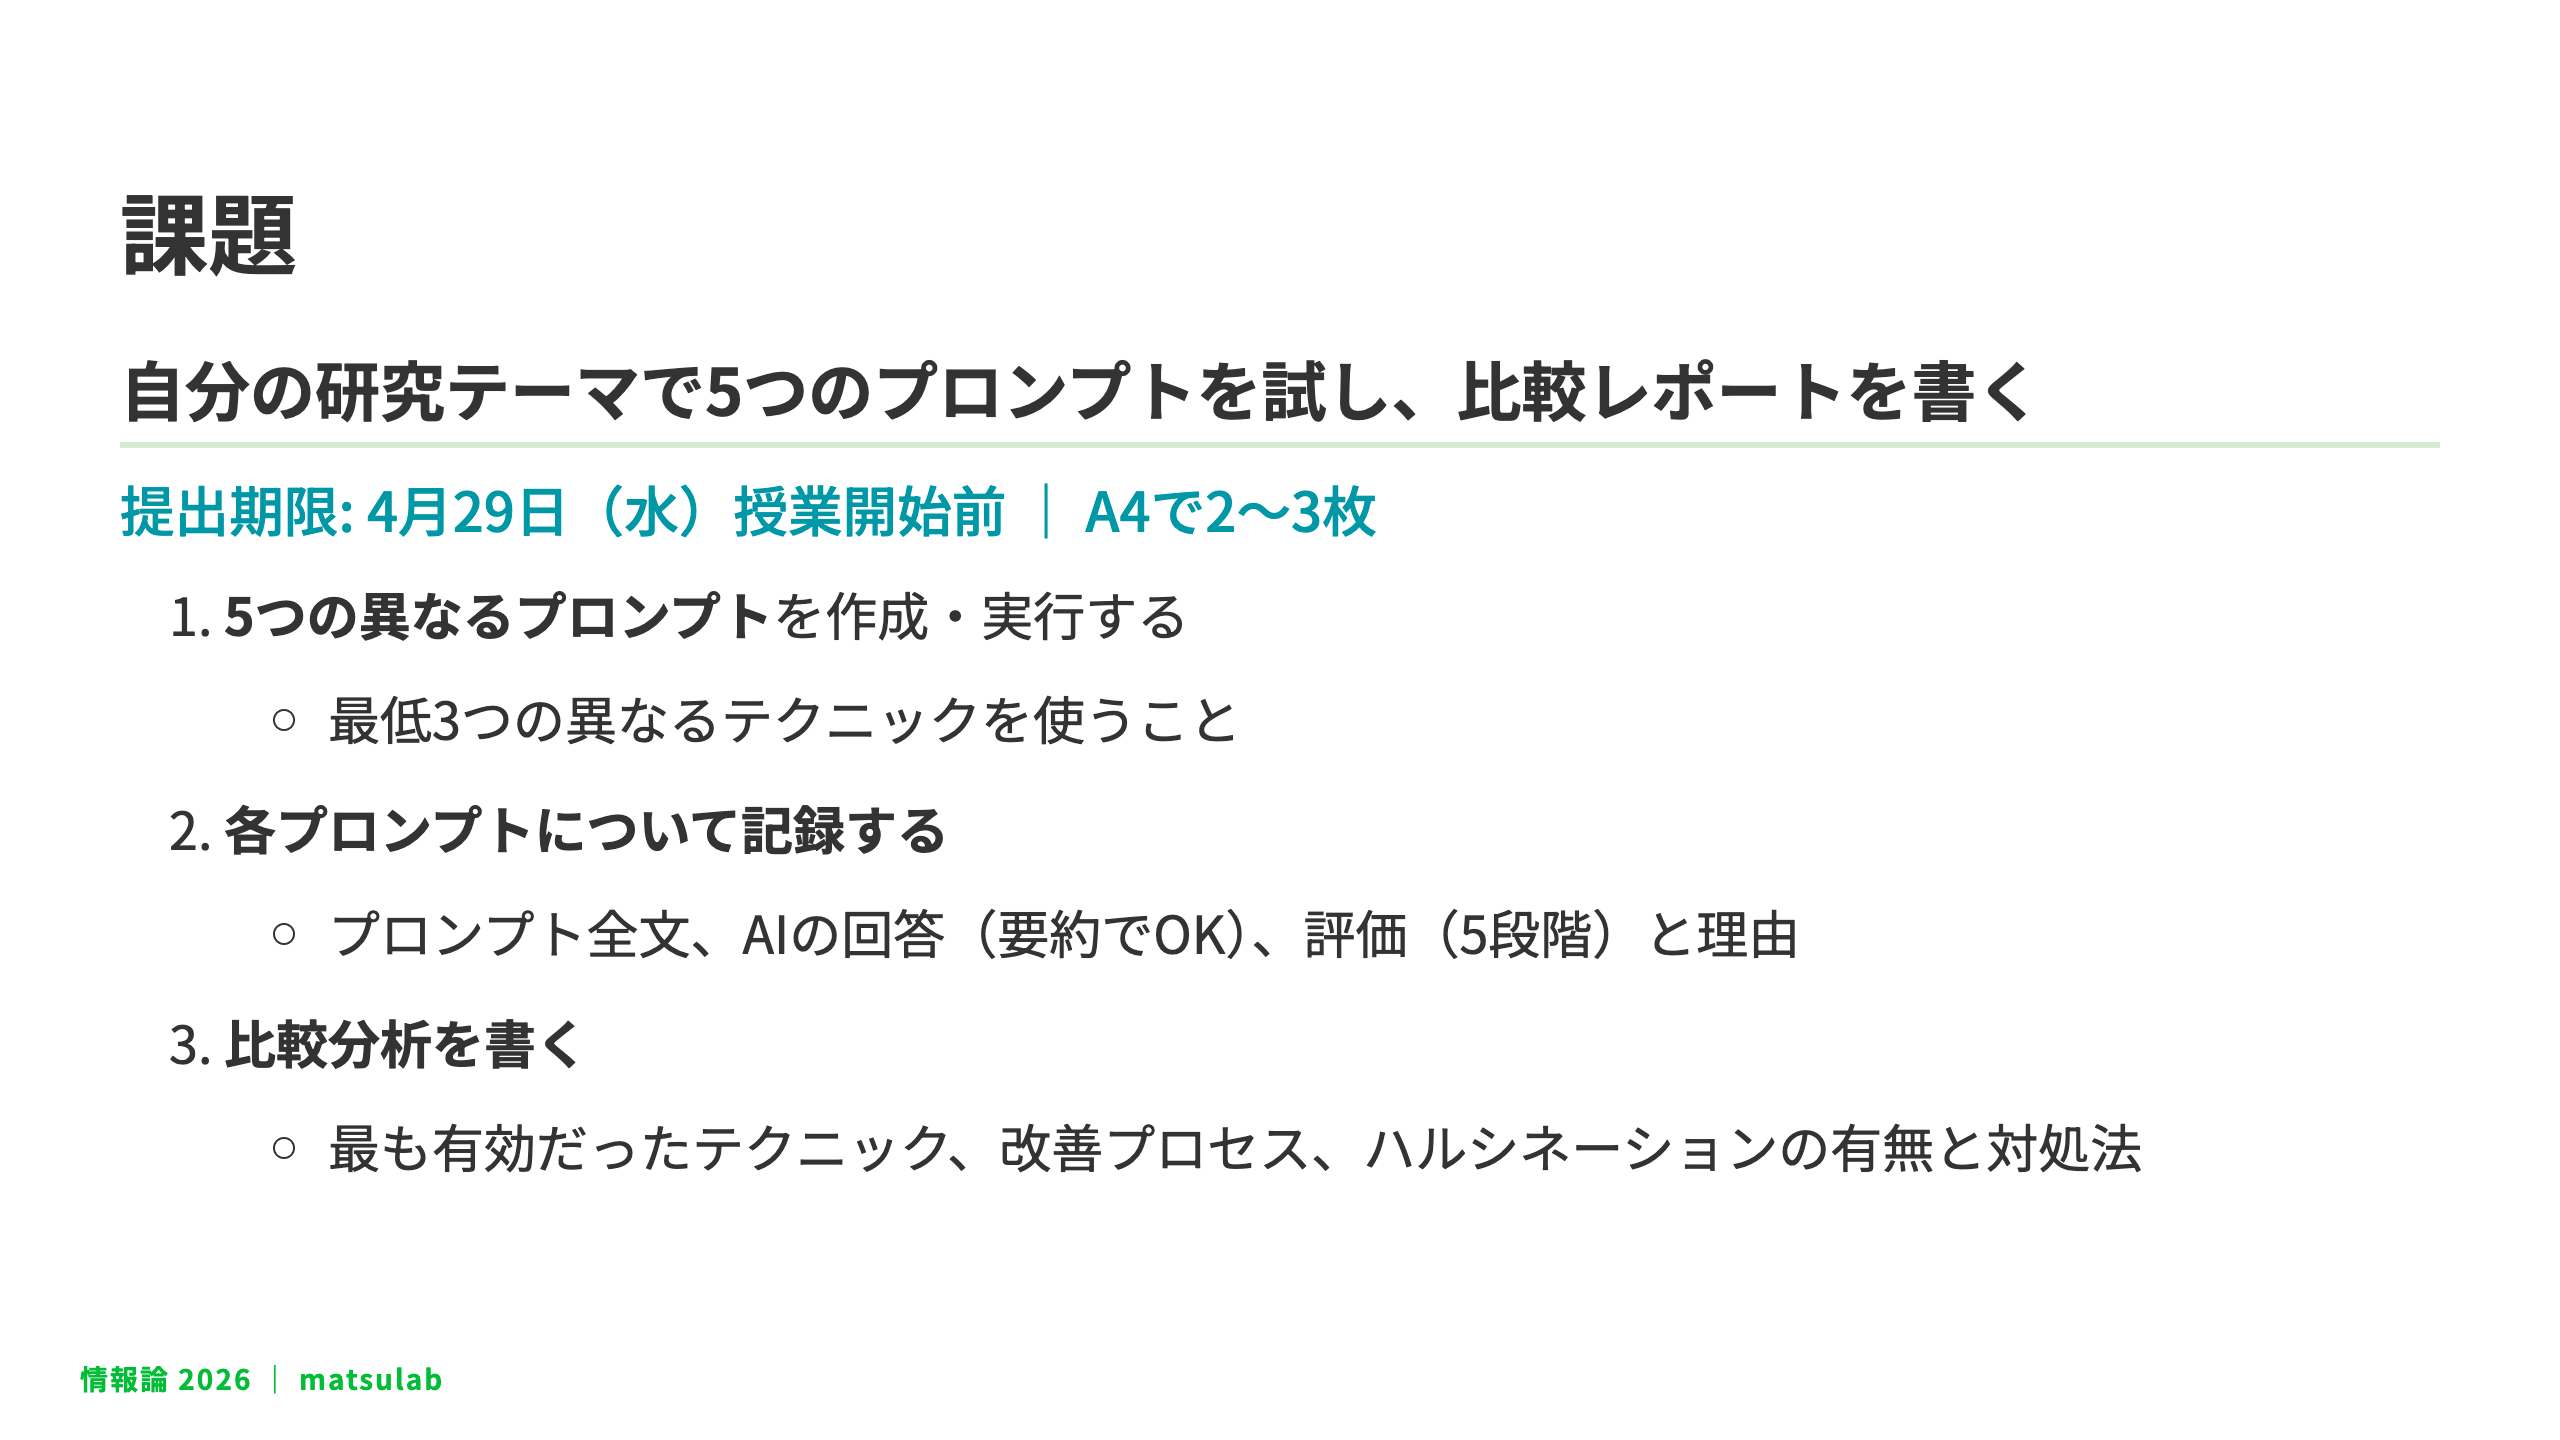 課題
自分の研究テーマで5つのプロンプトを試し、比較レポートを書く
提出期限: 4月29日（水）授業開始前 ｜ A4で2〜3枚
1. 5つの異なるプロンプトを作成・実行する
○ 最低3つの異なるテクニックを使うこと
2. 各プロンプトについて記録する
○ プロンプト全文、AIの回答（要約でOK）、評価（5段階）と理由
3. 比較分析を書く
○ 最も有効だったテクニック、改善プロセス、ハルシネーションの有無と対処法
情報論 2026 ｜ matsulab